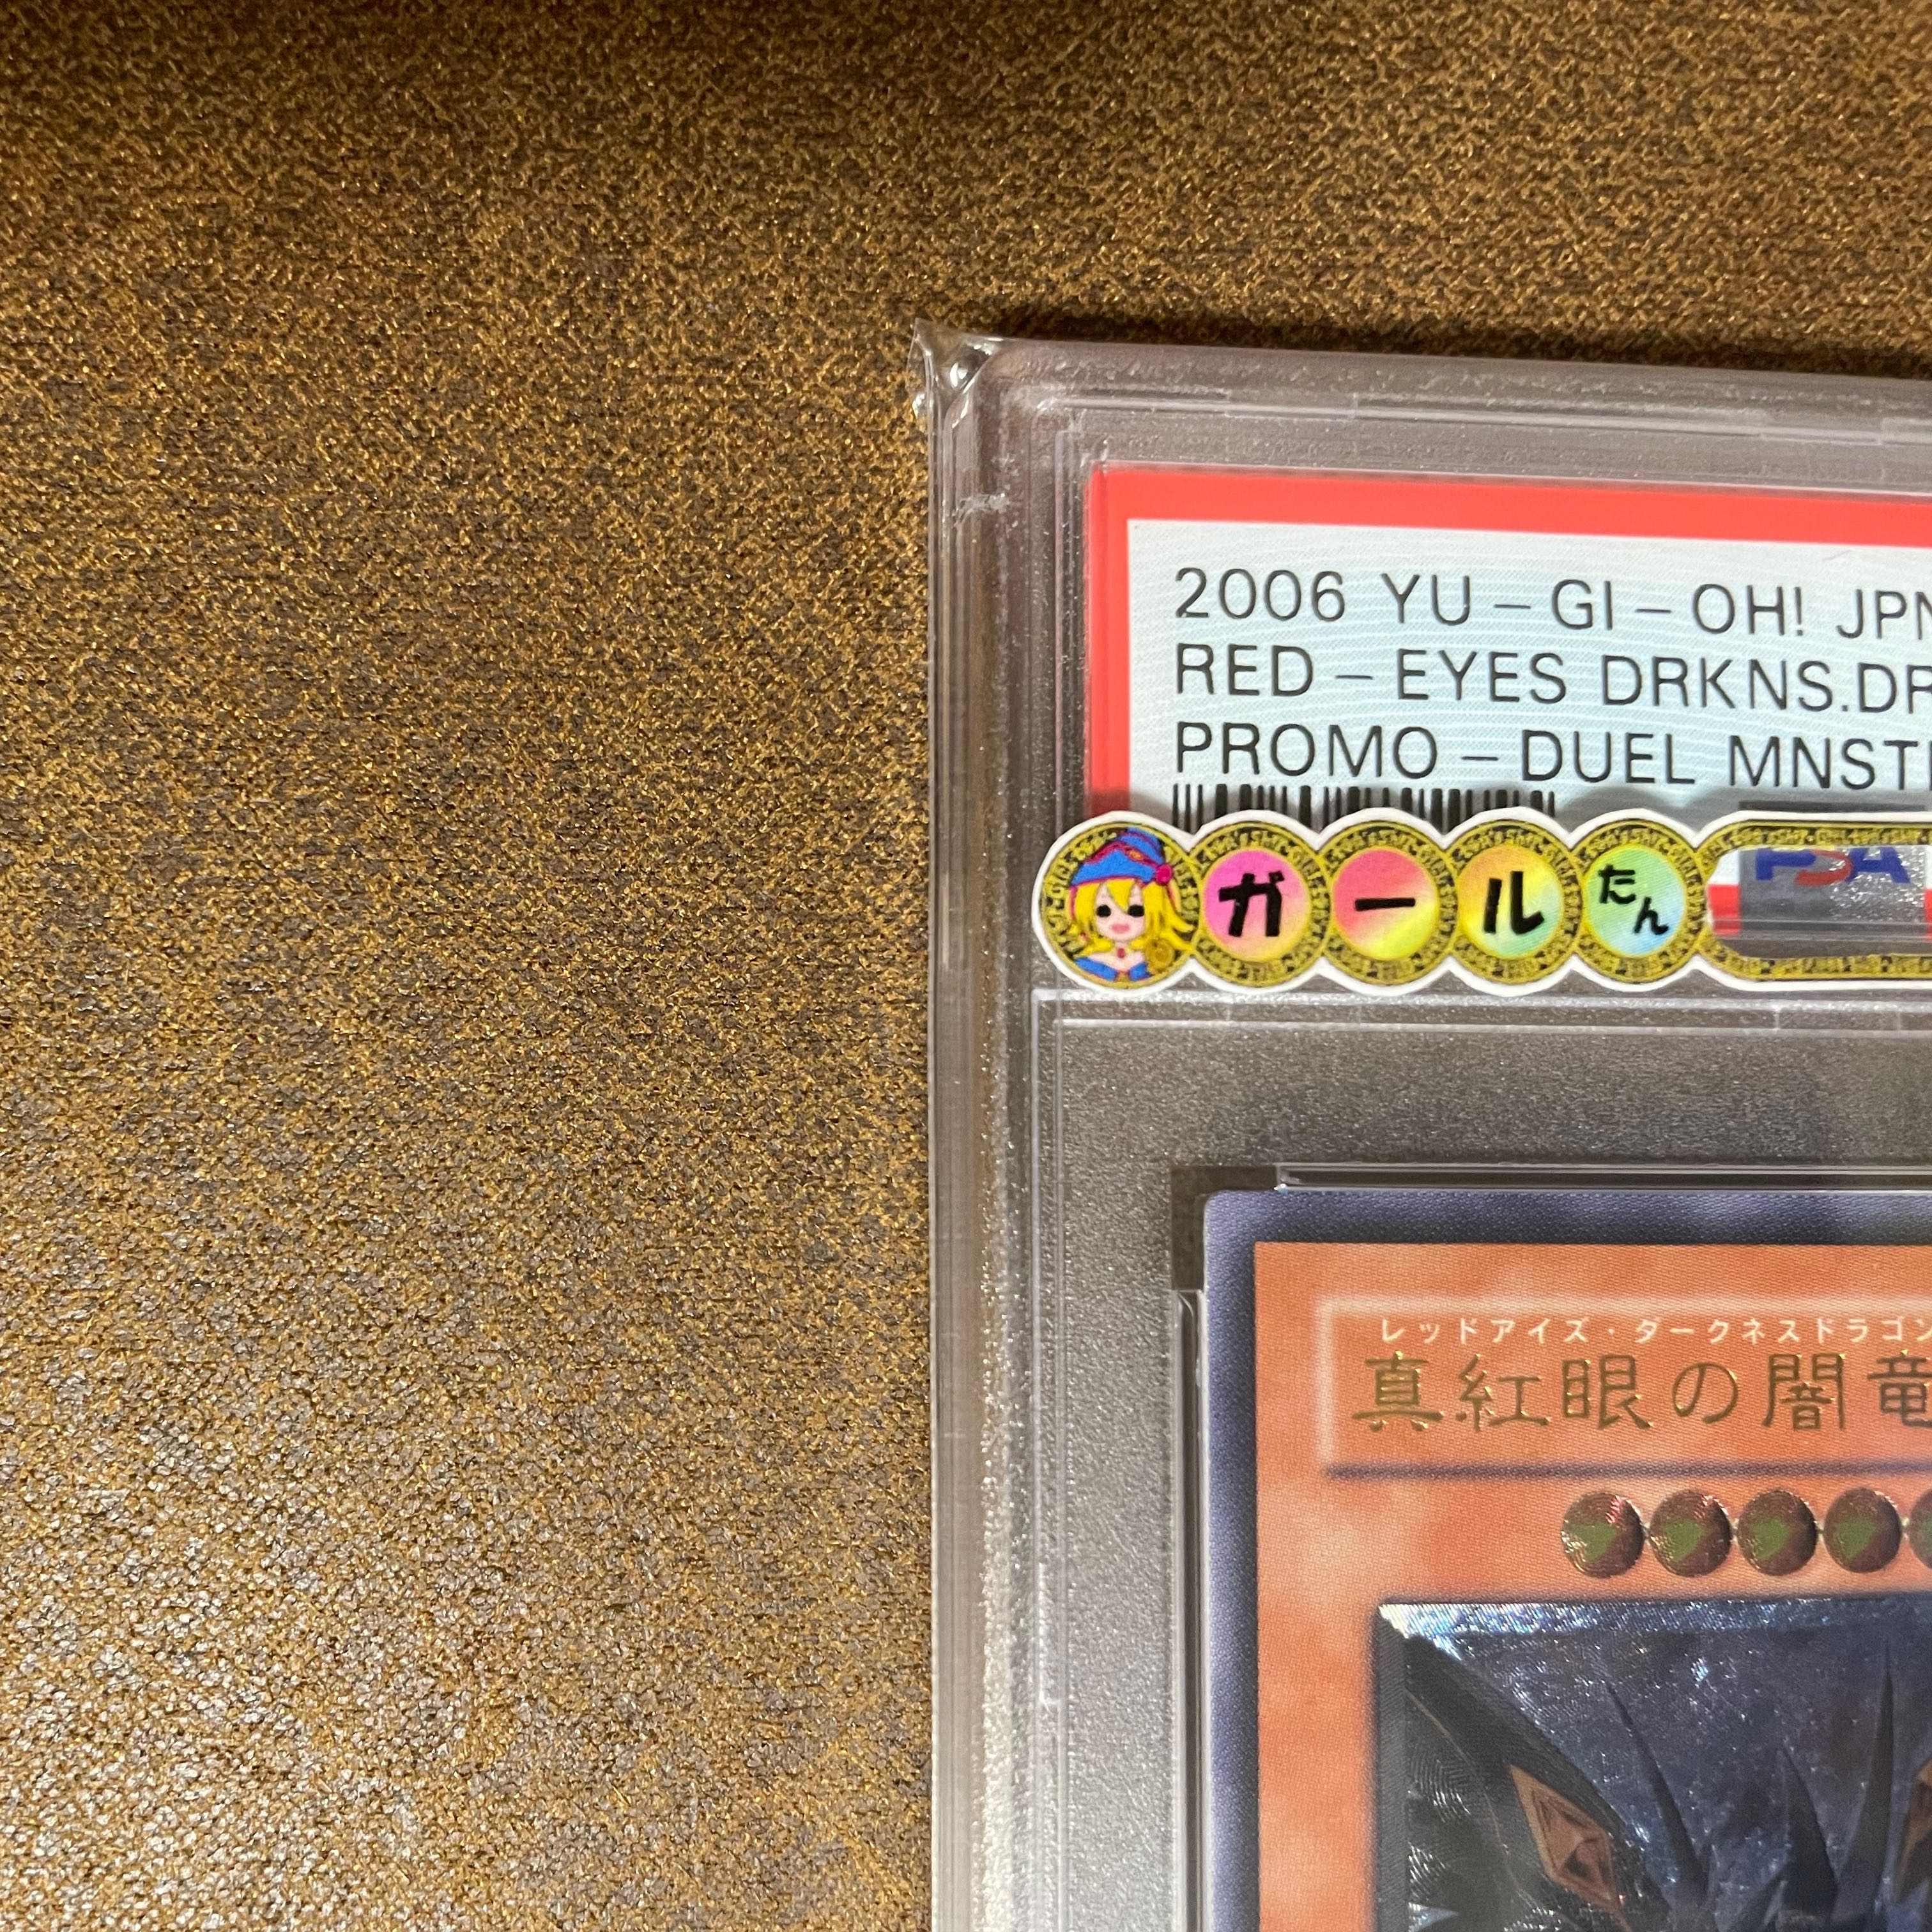 2006 YU-GI-OH! JPN
RED-EYES DRKNS.DR
PROMO-DUEL MNST
PSA
ガールたん
レッドアイズ・ダークネスドラゴン
真紅眼の闇竜